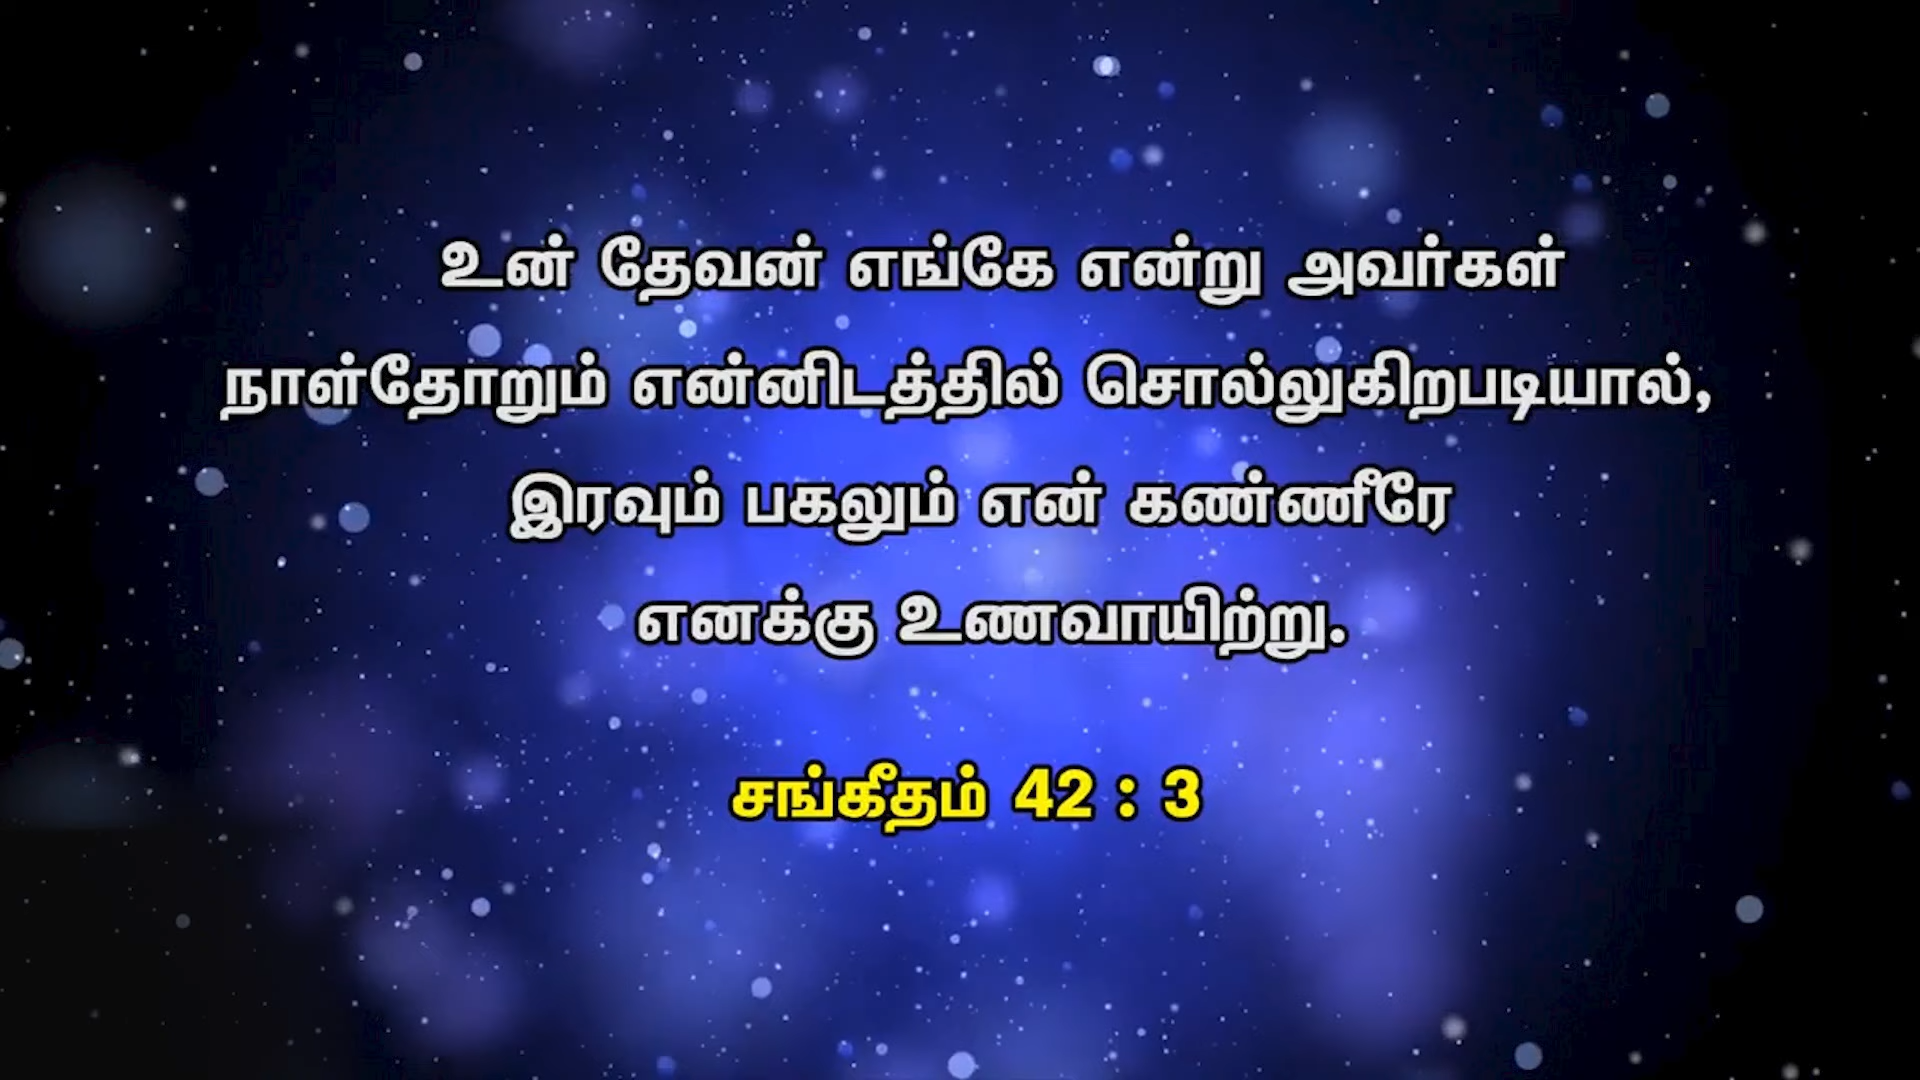 உன் தேவன் எங்கே என்று அவர்கள்
நாள்தோறும் என்னிடத்தில் சொல்லுகிறபடியால்,
இரவும் பகலும் என் கண்ணீரே
எனக்கு உணவாயிற்று.
சங்கீதம் 42 : 3